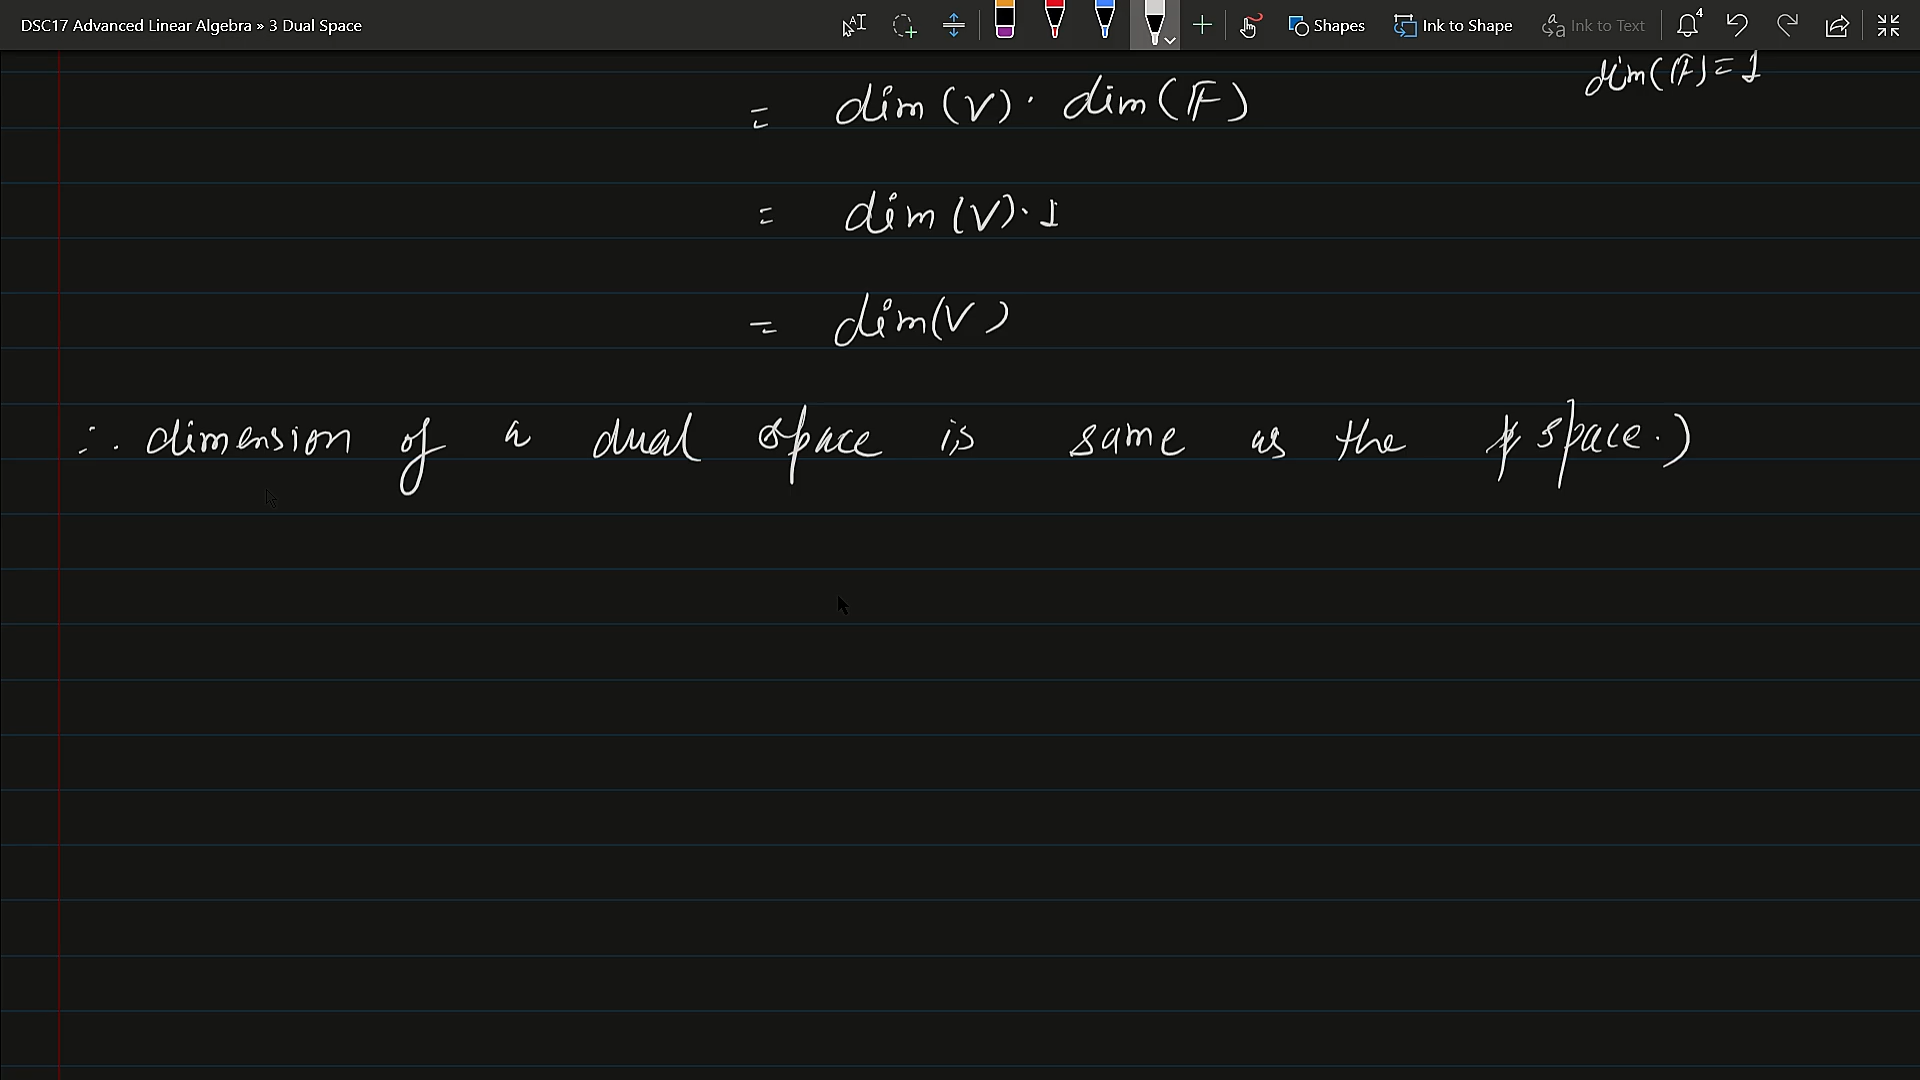 DSC17 Advanced Linear Algebra » 3 Dual Space
Shapes Ink to Shape Ink to Text 4
dim(𝔽) = 1
= dim(V) · dim(𝔽)
= dim(V) · 1
= dim(V)
∴ dimension of a dual space is same as the space.)